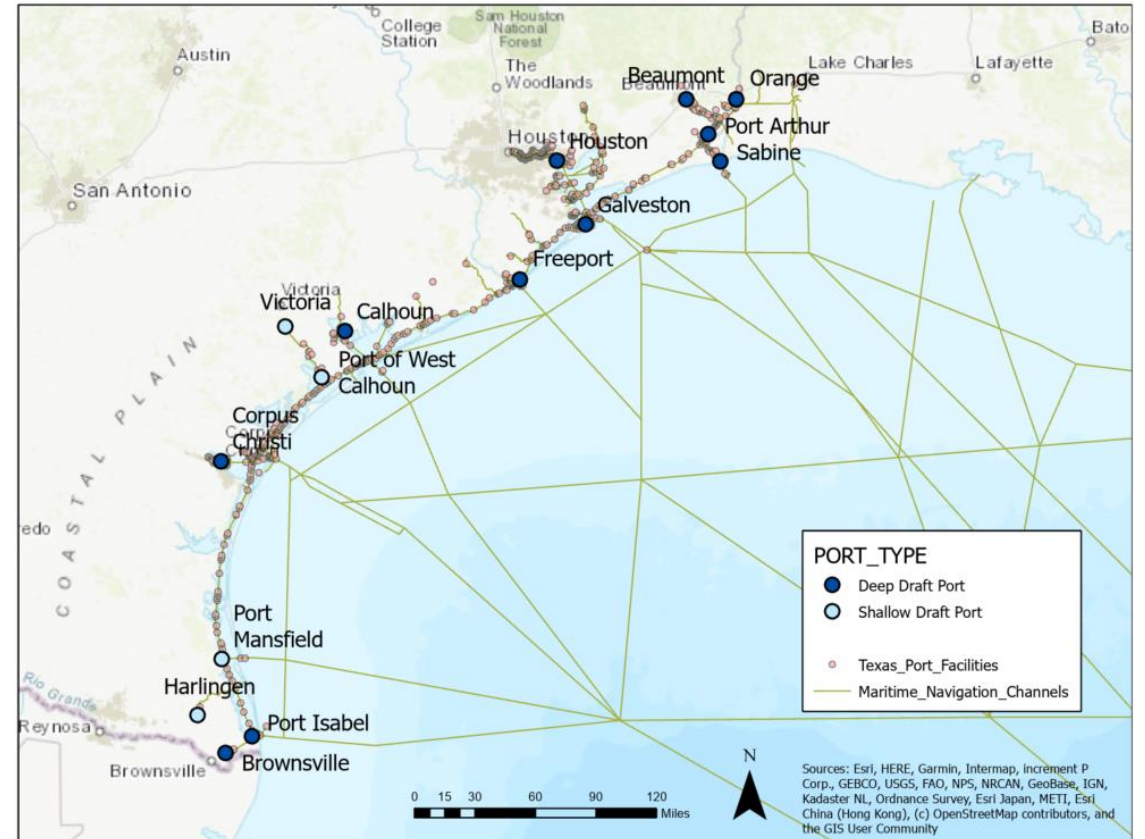 College
Station
Sam Houston
National
Forest
Bato
Austin
The
Woodlands
Lake Charles
Lafayette
Beaumont
Beaumont
Orange
Houston
Houston
Port Arthur
Sabine
San Antonio
Galveston
Freeport
Victoria
Victoria
Calhoun
Port of West
Calhoun
COASTAL PLAIN
Corpus
Christi
redo
Port
Mansfield
Harlingen
Rio Grande
Reynosa
Port Isabel
Brownsville
Brownsville
PORT_TYPE
Deep Draft Port
Shallow Draft Port
Texas_Port_Facilities
Maritime_Navigation_Channels
N
0 15 30 60 90 120
Miles
Sources: Esri, HERE, Garmin, Intermap, increment P
Corp., GEBCO, USGS, FAO, NPS, NRCAN, GeoBase, IGN,
Kadaster NL, Ordnance Survey, Esri Japan, METI, Esri
China (Hong Kong), (c) OpenStreetMap contributors, and
the GIS User Community